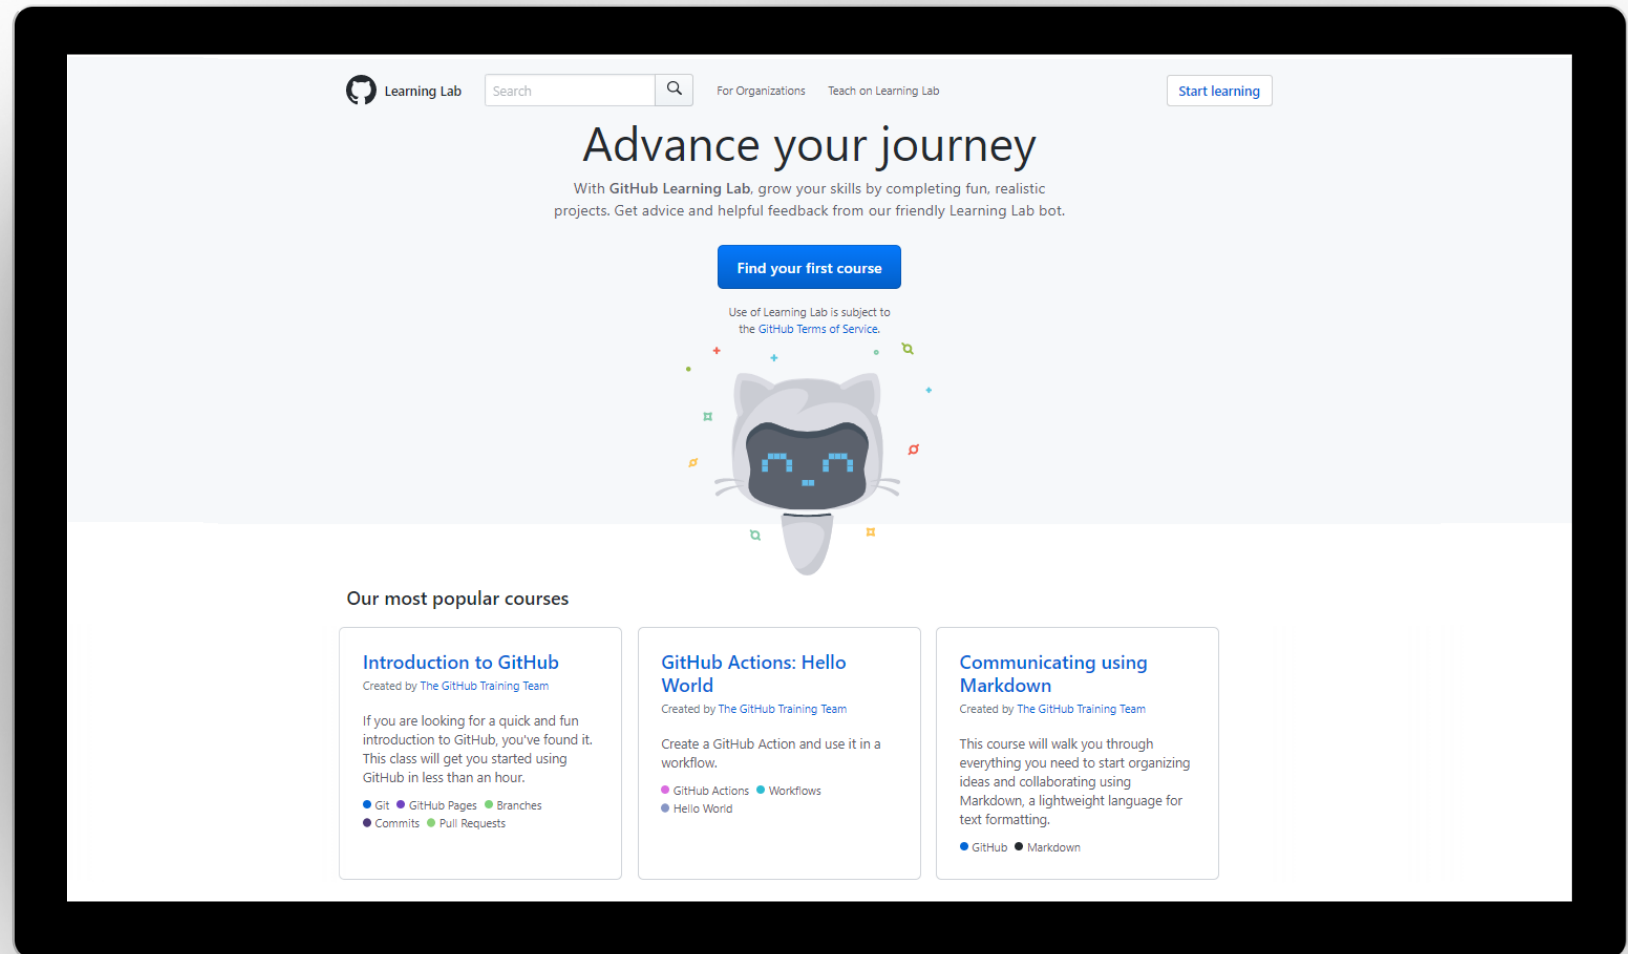 Learning Lab
Search
For Organizations
Teach on Learning Lab
Start learning
Advance your journey
With GitHub Learning Lab, grow your skills by completing fun, realistic
projects. Get advice and helpful feedback from our friendly Learning Lab bot.
Find your first course
Use of Learning Lab is subject to
the GitHub Terms of Service.
Our most popular courses
Introduction to GitHub
Created by The GitHub Training Team
If you are looking for a quick and fun
introduction to GitHub, you've found it.
This class will get you started using
GitHub in less than an hour.
Git GitHub Pages Branches
Commits Pull Requests
GitHub Actions: Hello
World
Created by The GitHub Training Team
Create a GitHub Action and use it in a
workflow.
GitHub Actions Workflows
Hello World
Communicating using
Markdown
Created by The GitHub Training Team
This course will walk you through
everything you need to start organizing
ideas and collaborating using
Markdown, a lightweight language for
text formatting.
GitHub Markdown